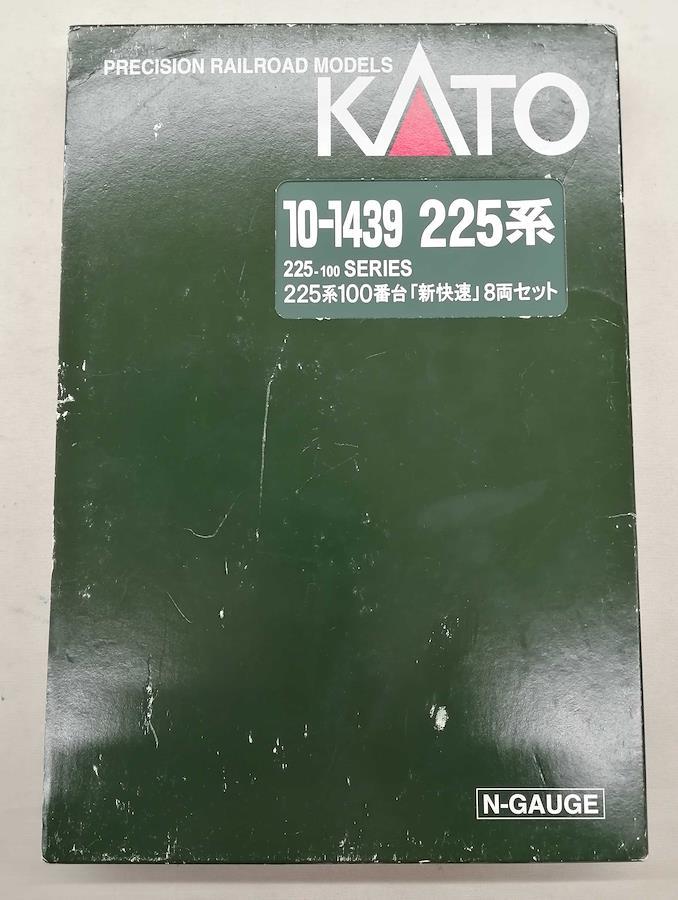 PRECISION RAILROAD MODELS
KATO
10-1439 225系
225-100 SERIES
225系100番台「新快速」8両セット
N-GAUGE